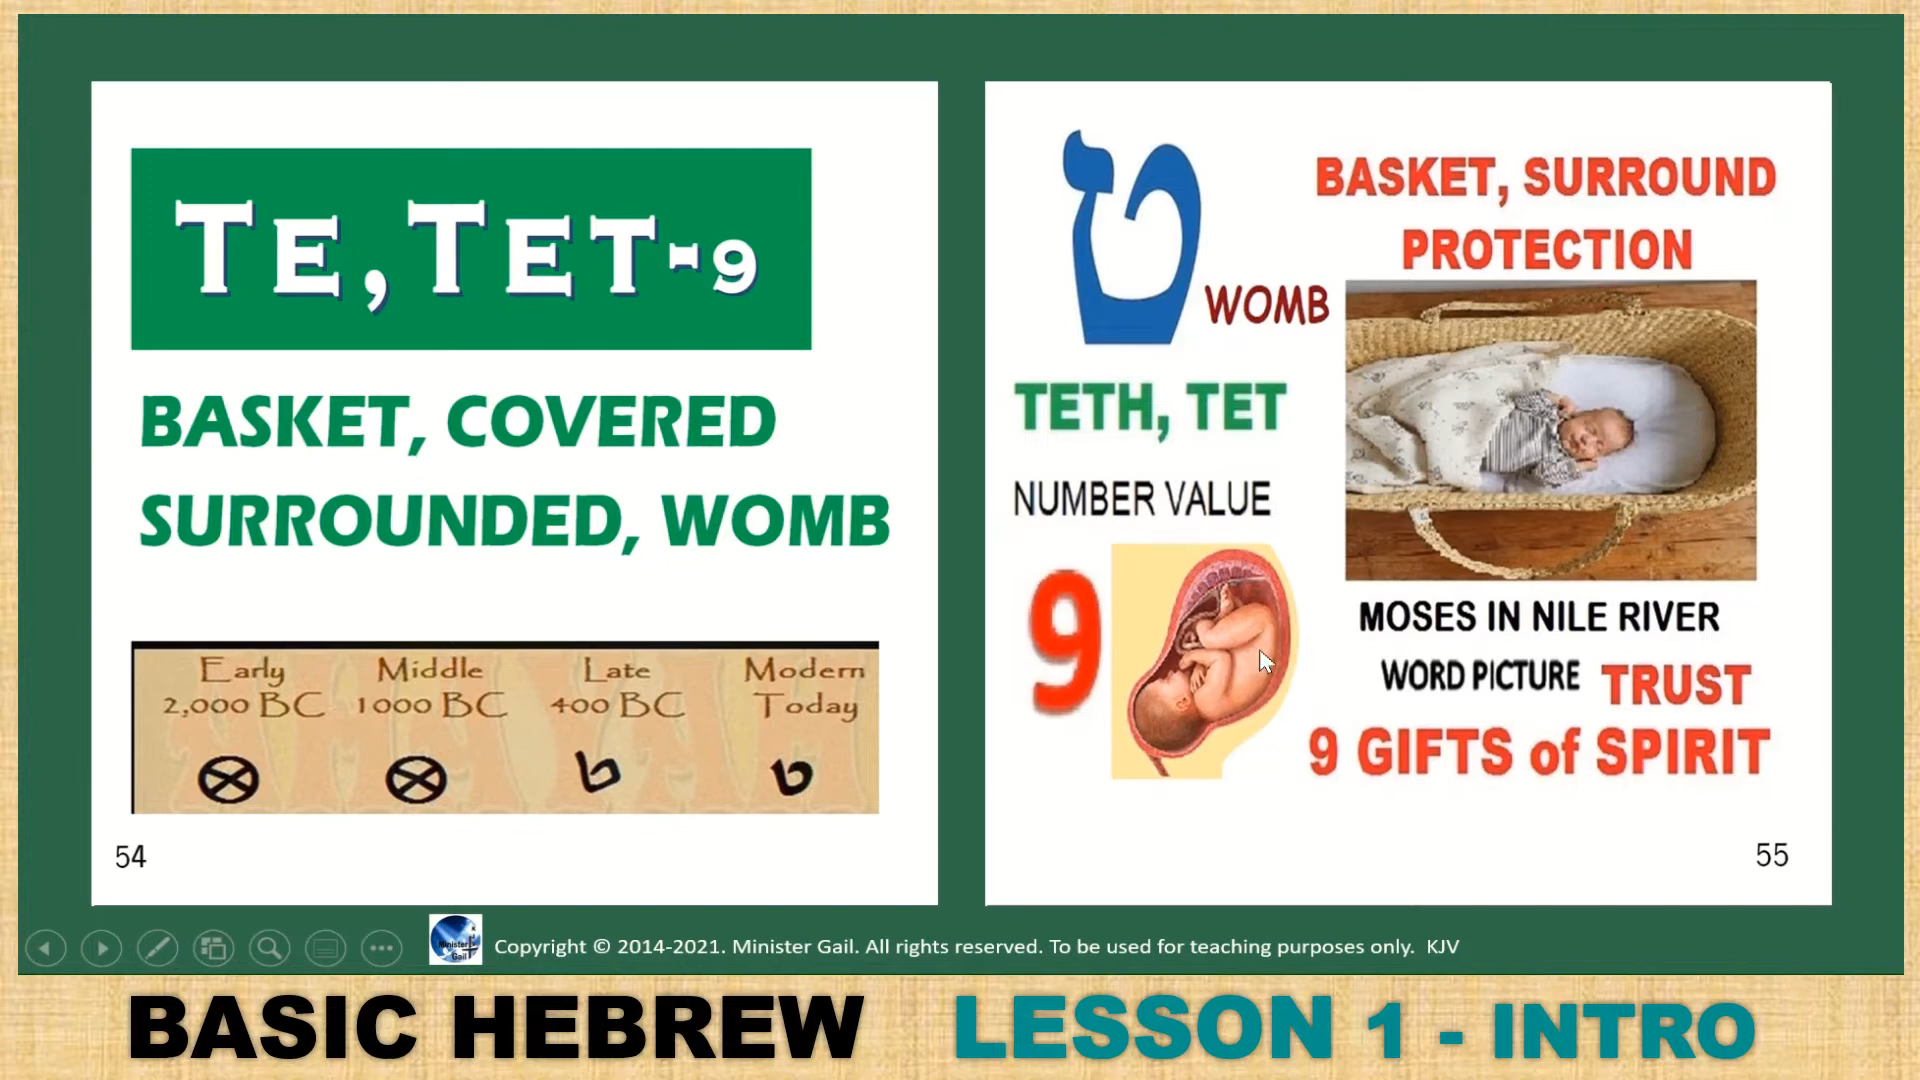 TE, TET-9
BASKET, COVERED
SURROUNDED, WOMB
Early Middle Late Modern
2,000 BC 1000 BC 400 BC Today
54
ט
WOMB
BASKET, SURROUND
PROTECTION
TETH, TET
NUMBER VALUE
9
MOSES IN NILE RIVER
WORD PICTURE TRUST
9 GIFTS of SPIRIT
55
Minister
Gail
Copyright © 2014-2021. Minister Gail. All rights reserved. To be used for teaching purposes only. KJV
BASIC HEBREW LESSON 1 - INTRO